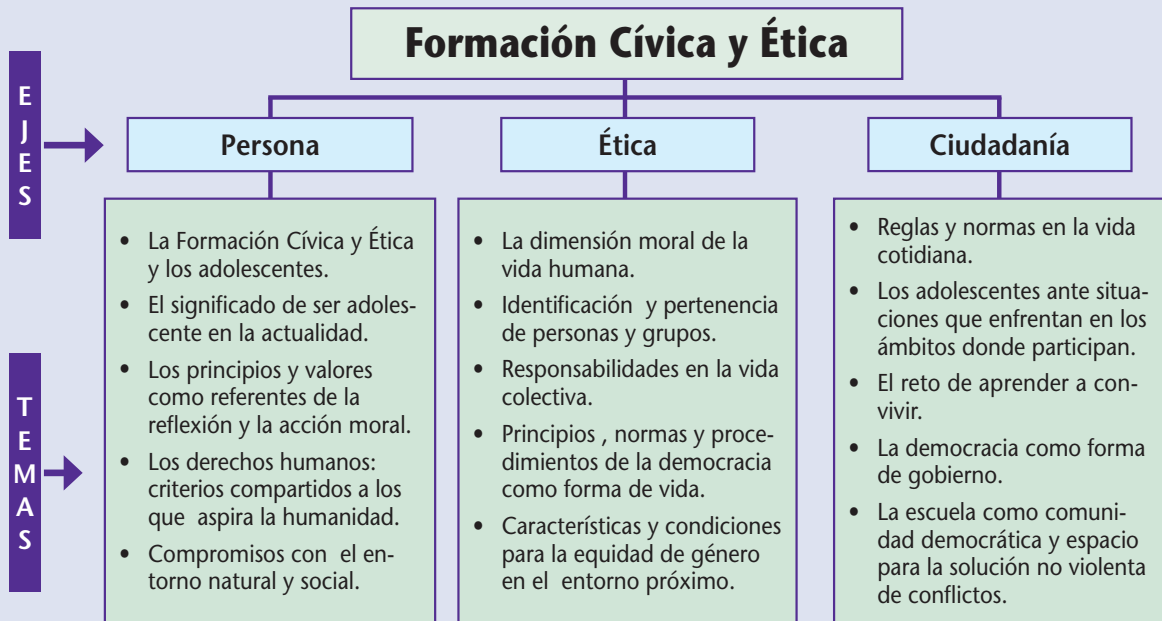 Formación Cívica y Ética
EJES
Persona
Ética
Ciudadanía
TEMAS
• La Formación Cívica y Ética
y los adolescentes.
• El significado de ser adoles-
cente en la actualidad.
• Los principios y valores
como referentes de la
reflexión y la acción moral.
• Los derechos humanos:
criterios compartidos a los
que aspira la humanidad.
• Compromisos con el en-
torno natural y social.
• La dimensión moral de la
vida humana.
• Identificación y pertenencia
de personas y grupos.
• Responsabilidades en la vida
colectiva.
• Principios , normas y proce-
dimientos de la democracia
como forma de vida.
• Características y condiciones
para la equidad de género
en el entorno próximo.
• Reglas y normas en la vida
cotidiana.
• Los adolescentes ante situa-
ciones que enfrentan en los
ámbitos donde participan.
• El reto de aprender a con-
vivir.
• La democracia como forma
de gobierno.
• La escuela como comuni-
dad democrática y espacio
para la solución no violenta
de conflictos.